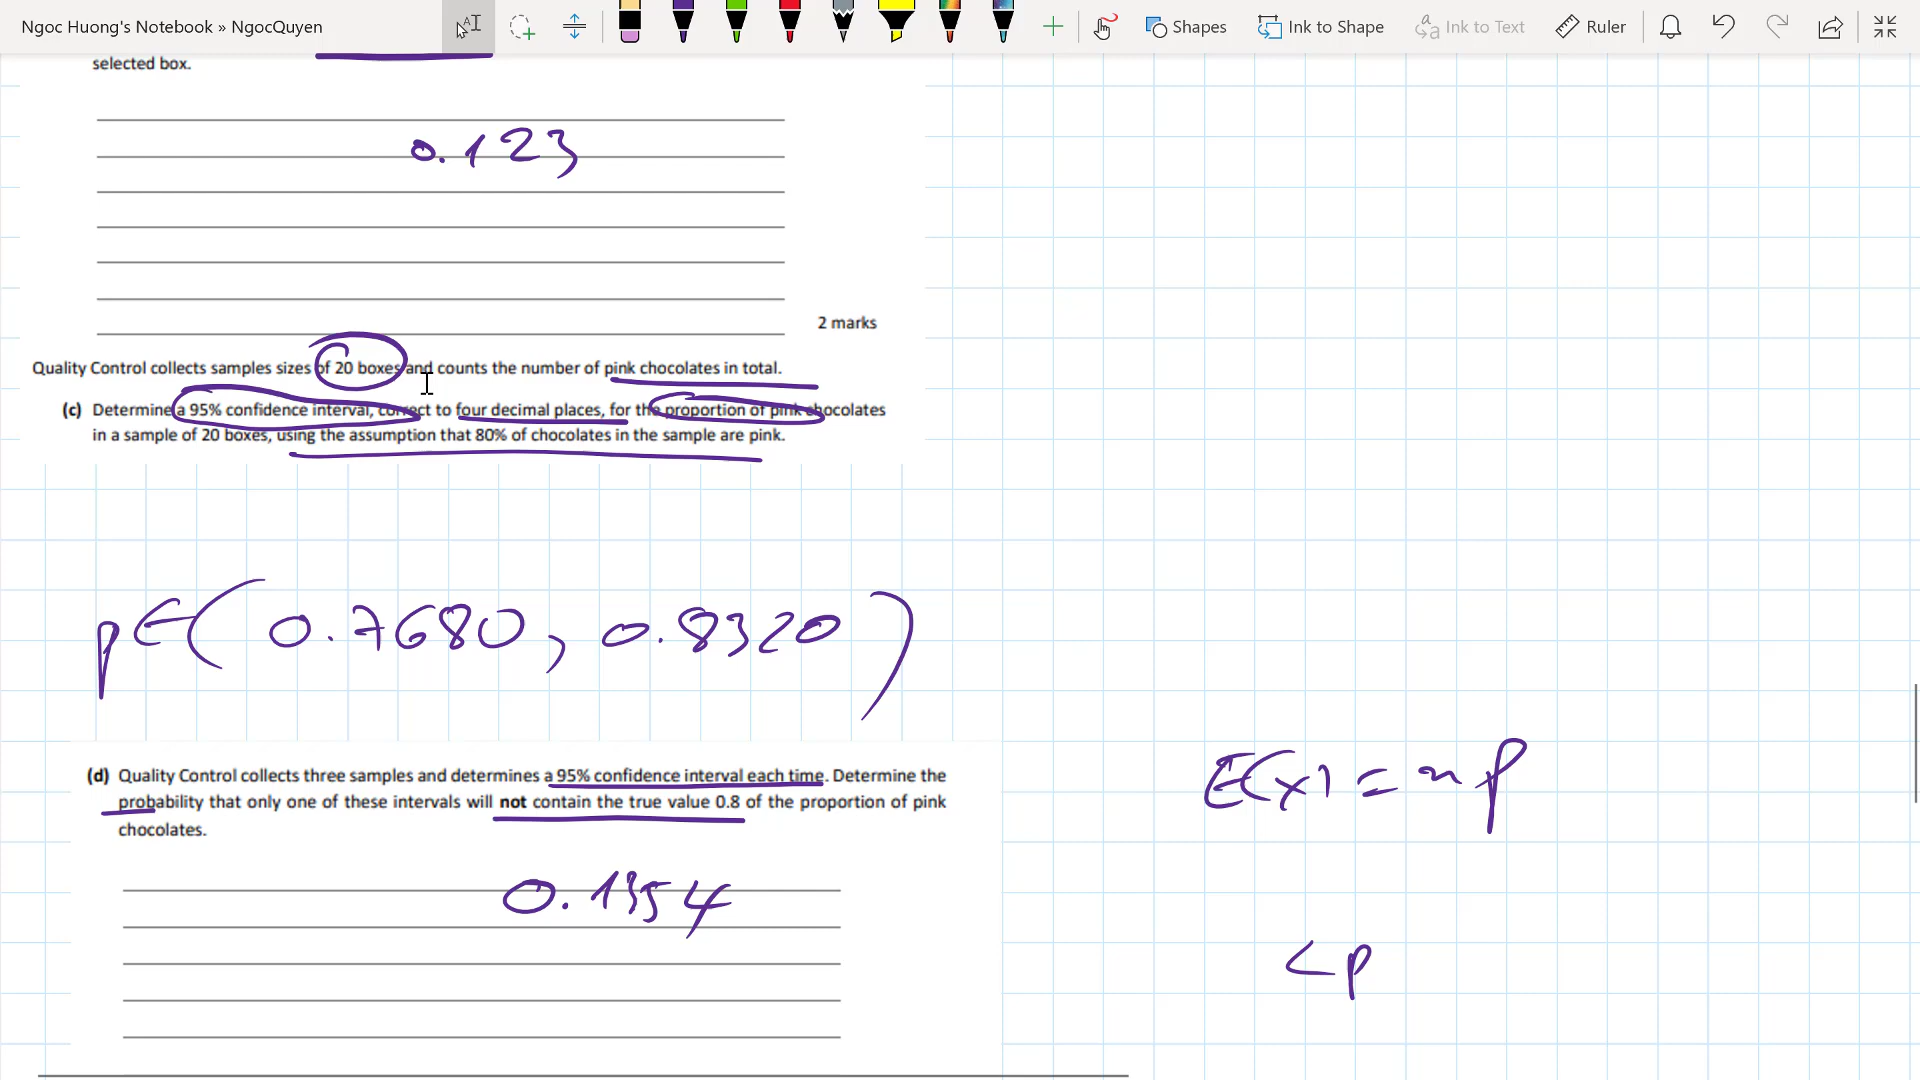 Ngoc Huong's Notebook » NgocQuyen
Shapes
Ink to Shape
Ink to Text
Ruler
selected box.
0.123
2 marks
Quality Control collects samples sizes of 20 boxes and counts the number of pink chocolates in total.
(c) Determine a 95% confidence interval, correct to four decimal places, for the proportion of pink chocolates
in a sample of 20 boxes, using the assumption that 80% of chocolates in the sample are pink.
p∈(0.7680, 0.8320)
E(x) = np
(d) Quality Control collects three samples and determines a 95% confidence interval each time. Determine the
probability that only one of these intervals will not contain the true value 0.8 of the proportion of pink
chocolates.
0.1354
<p